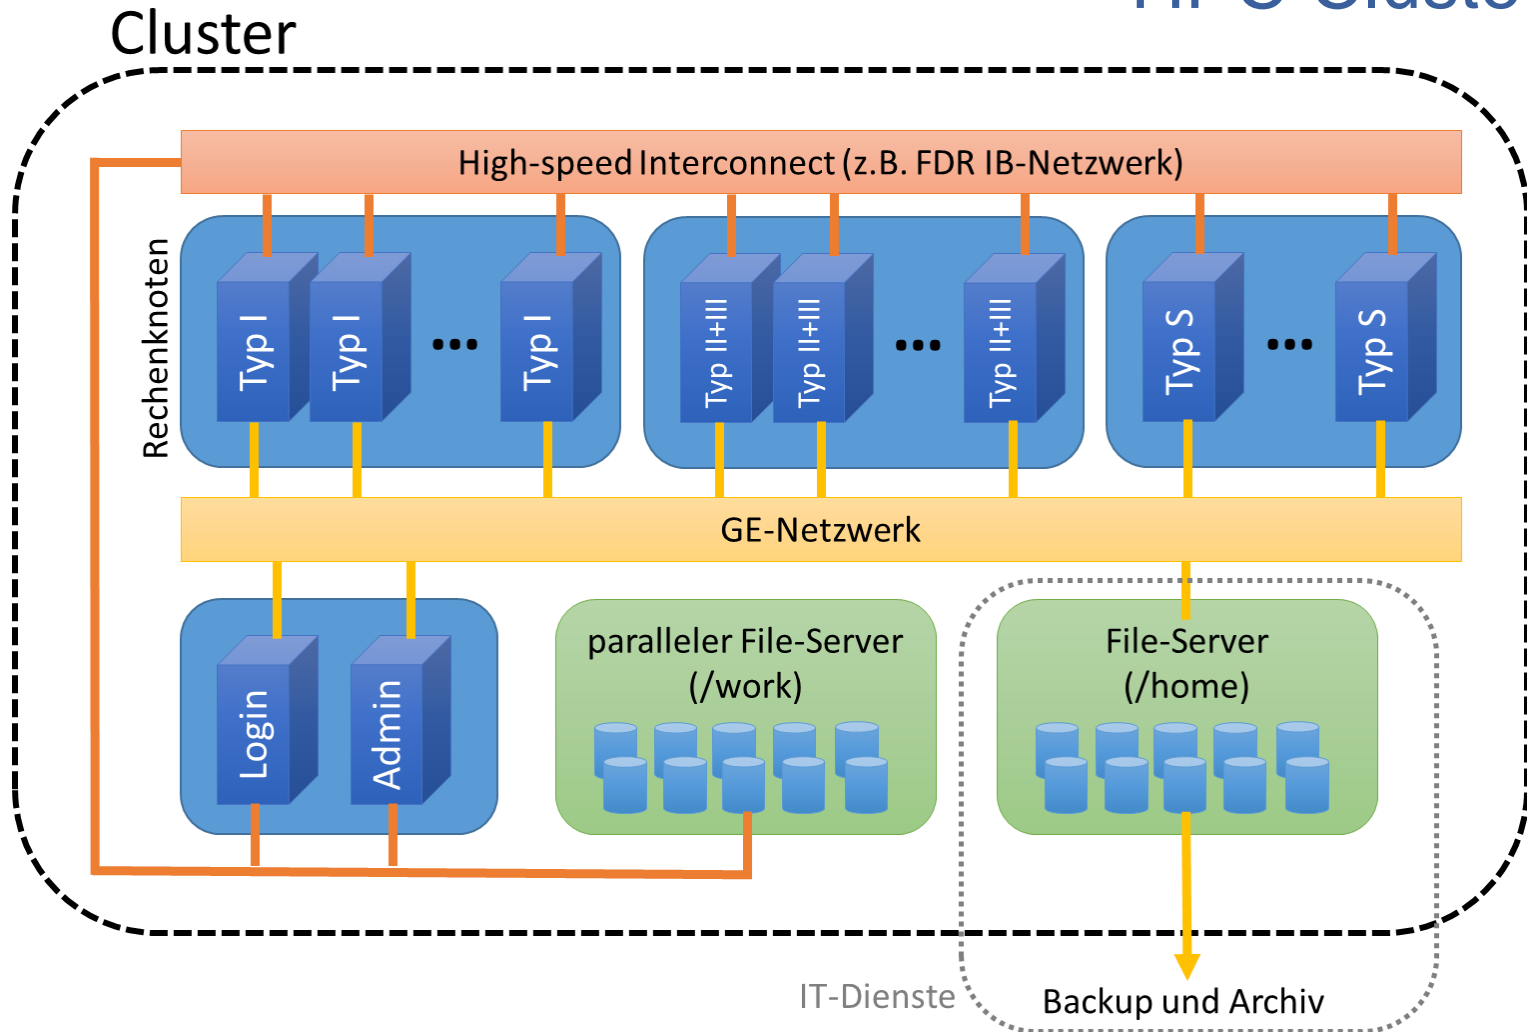 Cluster
High-speed Interconnect (z.B. FDR IB-Netzwerk)
Rechenknoten
Typ I
Typ I
...
Typ I
Typ II+III
Typ II+III
...
Typ II+III
Typ S
...
Typ S
GE-Netzwerk
Login
Admin
paralleler File-Server
(/work)
File-Server
(/home)
IT-Dienste
Backup und Archiv